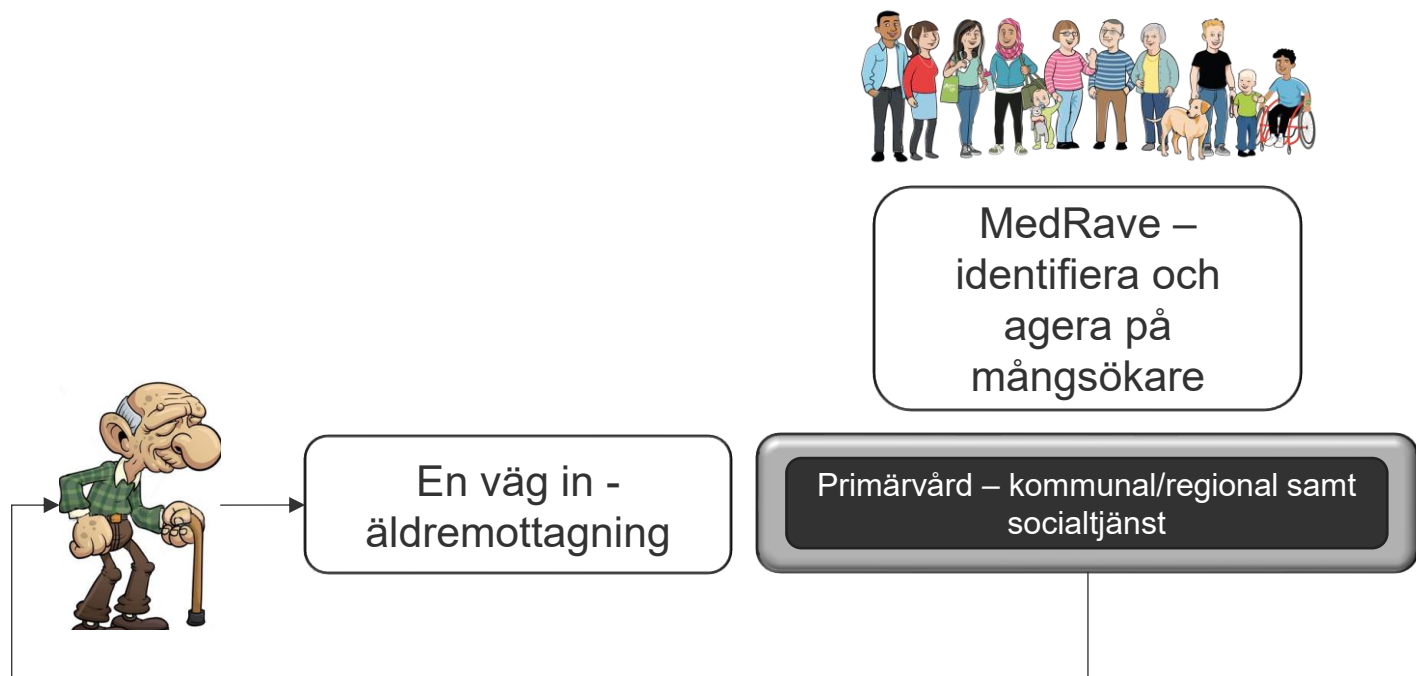 MedRave –
identifiera och
agera på
mångsökare
En väg in -
äldremottagning
Primärvård – kommunal/regional samt
socialtjänst